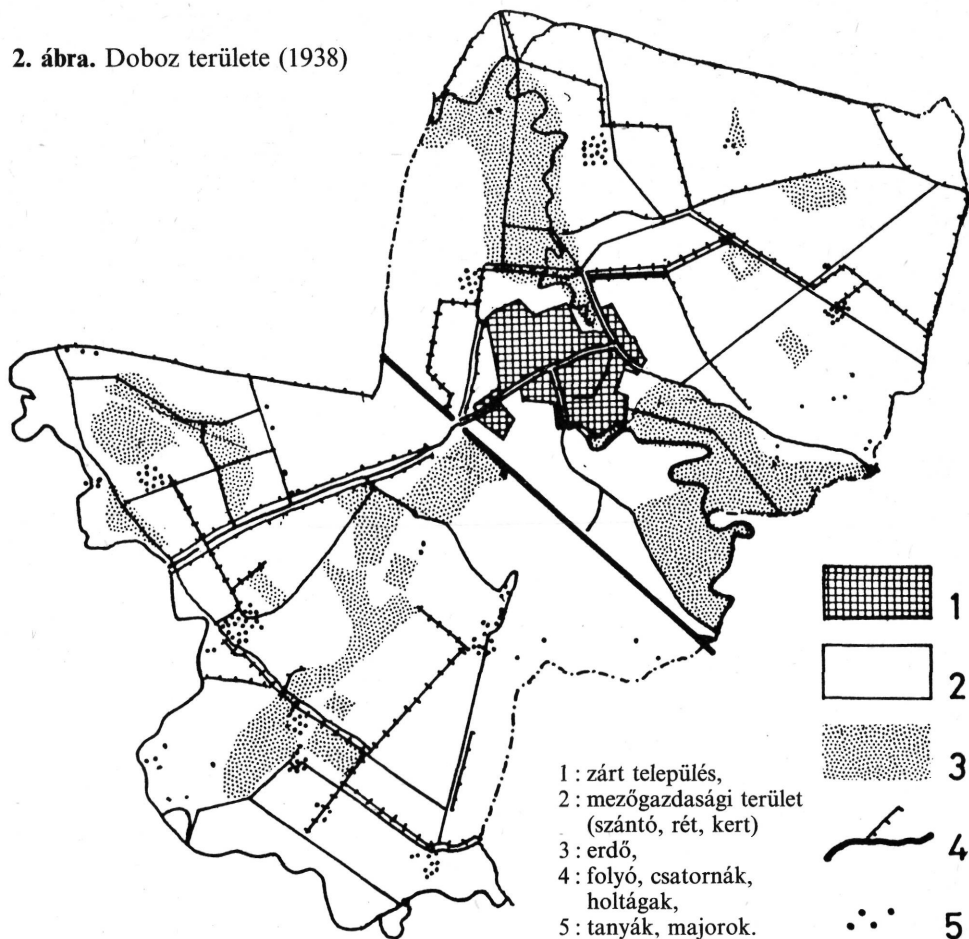 2. ábra. Doboz területe (1938)
1
2
3
4
5
1 : zárt település,
2 : mezőgazdasági terület
(szántó, rét, kert)
3 : erdő,
4 : folyó, csatornák,
holtágak,
5 : tanyák, majorok.